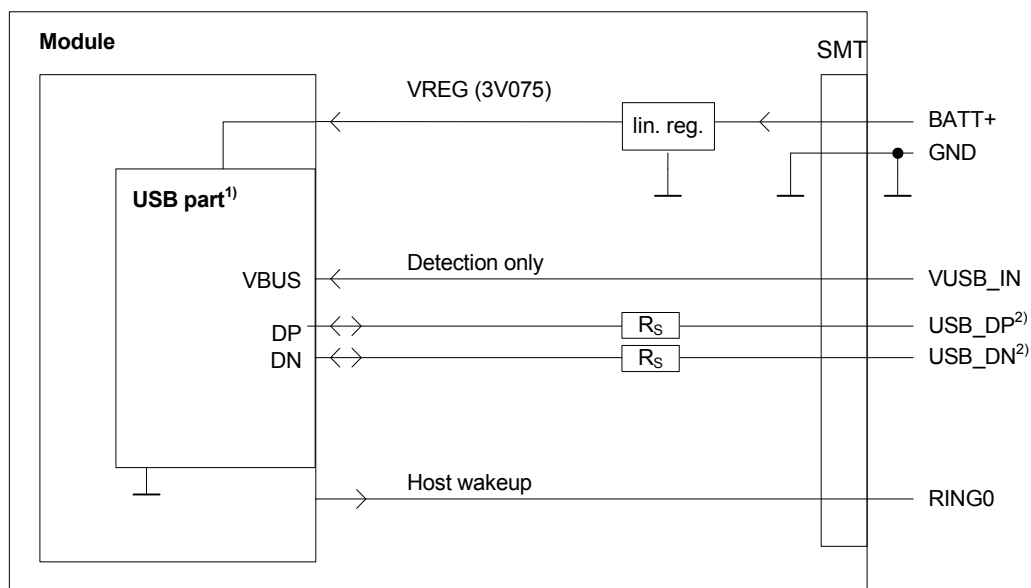 Module
SMT
VREG (3V075)
lin. reg.
BATT+
GND
USB part1)
VBUS
Detection only
VUSB_IN
DP
RS
USB_DP2)
DN
RS
USB_DN2)
Host wakeup
RING0